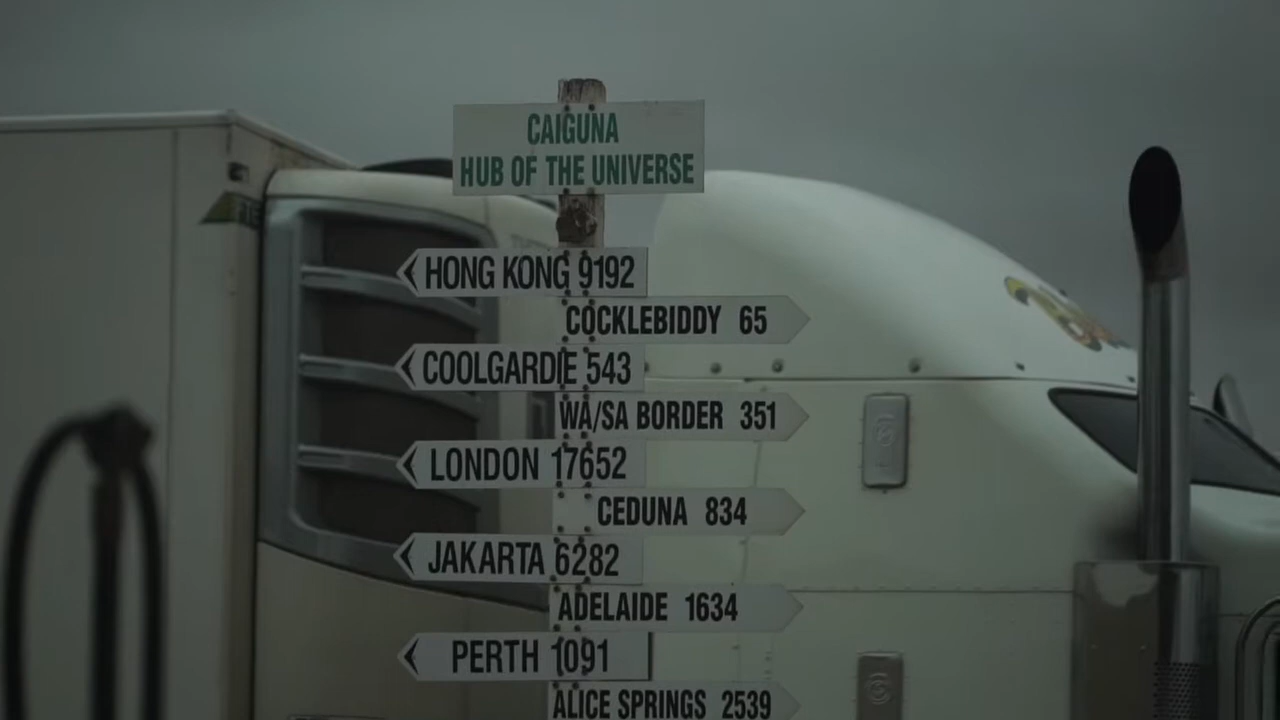 CAIGUNA
HUB OF THE UNIVERSE
HONG KONG 9192
COCKLEBIDDY 65
COOLGARDIE 543
WA/SA BORDER 351
LONDON 17652
CEDUNA 834
JAKARTA 6282
ADELAIDE 1634
PERTH 1091
ALICE SPRINGS 2539